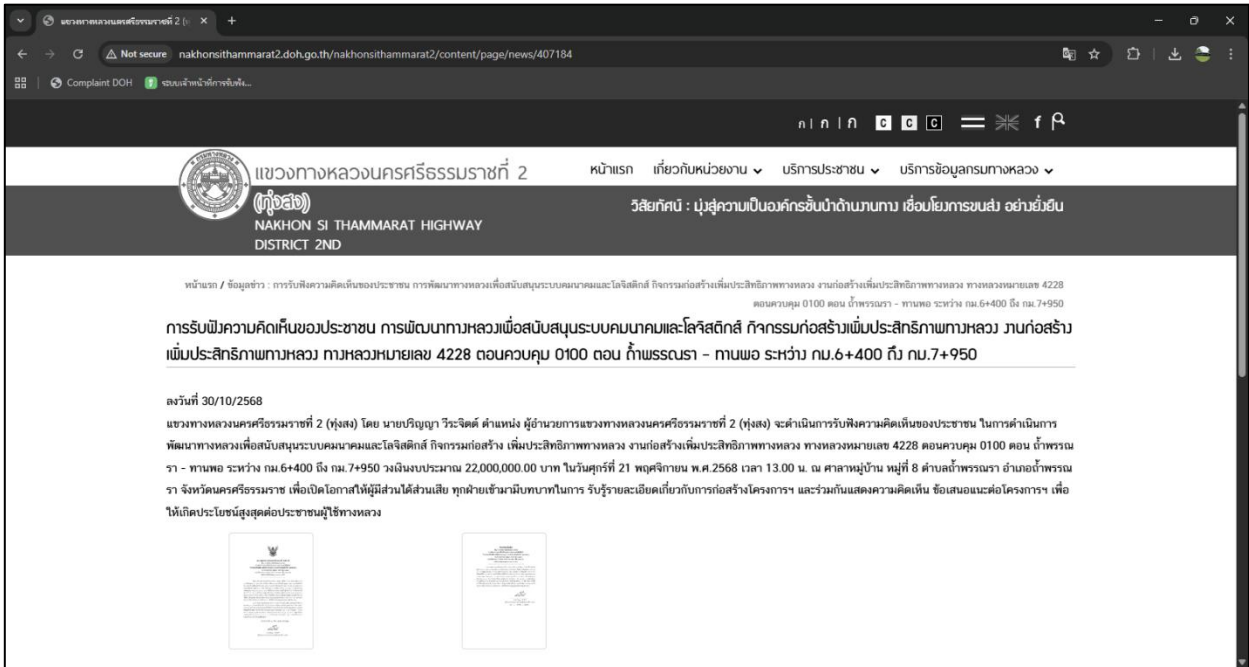 แขวงทางหลวงนครศรีธรรมราชที่ 2 (ทุ
Not secure nakhonsithammarat2.doh.go.th/nakhonsithammarat2/content/page/news/407184
Complaint DOH ระบบเจ้าหน้าที่การรับฟัง...
ก | ก | ก C C C f
แขวงทางหลวงนครศรีธรรมราชที่ 2
(ทุ่งสง)
NAKHON SI THAMMARAT HIGHWAY
DISTRICT 2ND
หน้าแรก เกี่ยวกับหน่วยงาน บริการประชาชน บริการข้อมูลกรมทางหลวง
วิสัยทัศน์ : มุ่งสู่ความเป็นองค์กรชั้นนำด้านงานทาง เชื่อมโยงการขนส่ง อย่างยั่งยืน
หน้าแรก / ข้อมูลข่าว : การรับฟังความคิดเห็นของประชาชน การพัฒนาทางหลวงเพื่อสนับสนุนระบบคมนาคมและโลจิสติกส์ กิจกรรมก่อสร้างเพิ่มประสิทธิภาพทางหลวง งานก่อสร้างเพิ่มประสิทธิภาพทางหลวง ทางหลวงหมายเลข 4228
ตอนควบคุม 0100 ตอน ถ้ำพรรณรา - ทานพอ ระหว่าง กม.6+400 ถึง กม.7+950
การรับฟังความคิดเห็นของประชาชน การพัฒนาทางหลวงเพื่อสนับสนุนระบบคมนาคมและโลจิสติกส์ กิจกรรมก่อสร้างเพิ่มประสิทธิภาพทางหลวง งานก่อสร้าง
เพิ่มประสิทธิภาพทางหลวง ทางหลวงหมายเลข 4228 ตอนควบคุม 0100 ตอน ถ้ำพรรณรา - ทานพอ ระหว่าง กม.6+400 ถึง กม.7+950
ลงวันที่ 30/10/2568
แขวงทางหลวงนครศรีธรรมราชที่ 2 (ทุ่งสง) โดย นายปริญญา วีระจิตต์ ตำแหน่ง ผู้อำนวยการแขวงทางหลวงนครศรีธรรมราชที่ 2 (ทุ่งสง) จะดำเนินการรับฟังความคิดเห็นของประชาชน ในการดำเนินการ
พัฒนาทางหลวงเพื่อสนับสนุนระบบคมนาคมและโลจิสติกส์ กิจกรรมก่อสร้าง เพิ่มประสิทธิภาพทางหลวง งานก่อสร้างเพิ่มประสิทธิภาพทางหลวง ทางหลวงหมายเลข 4228 ตอนควบคุม 0100 ตอน ถ้ำพรรณ
รา - ทานพอ ระหว่าง กม.6+400 ถึง กม.7+950 วงเงินงบประมาณ 22,000,000.00 บาท ในวันศุกร์ที่ 21 พฤศจิกายน พ.ศ.2568 เวลา 13.00 น. ณ ศาลาหมู่บ้าน หมู่ที่ 8 ตำบลถ้ำพรรณรา อำเภอถ้ำพรรณ
รา จังหวัดนครศรีธรรมราช เพื่อเปิดโอกาสให้ผู้มีส่วนได้ส่วนเสีย ทุกฝ่ายเข้ามามีบทบาทในการ รับรู้รายละเอียดเกี่ยวกับการก่อสร้างโครงการฯ และร่วมกันแสดงความคิดเห็น ข้อเสนอแนะต่อโครงการฯ เพื่อ
ให้เกิดประโยชน์สูงสุดต่อประชาชนผู้ใช้ทางหลวง